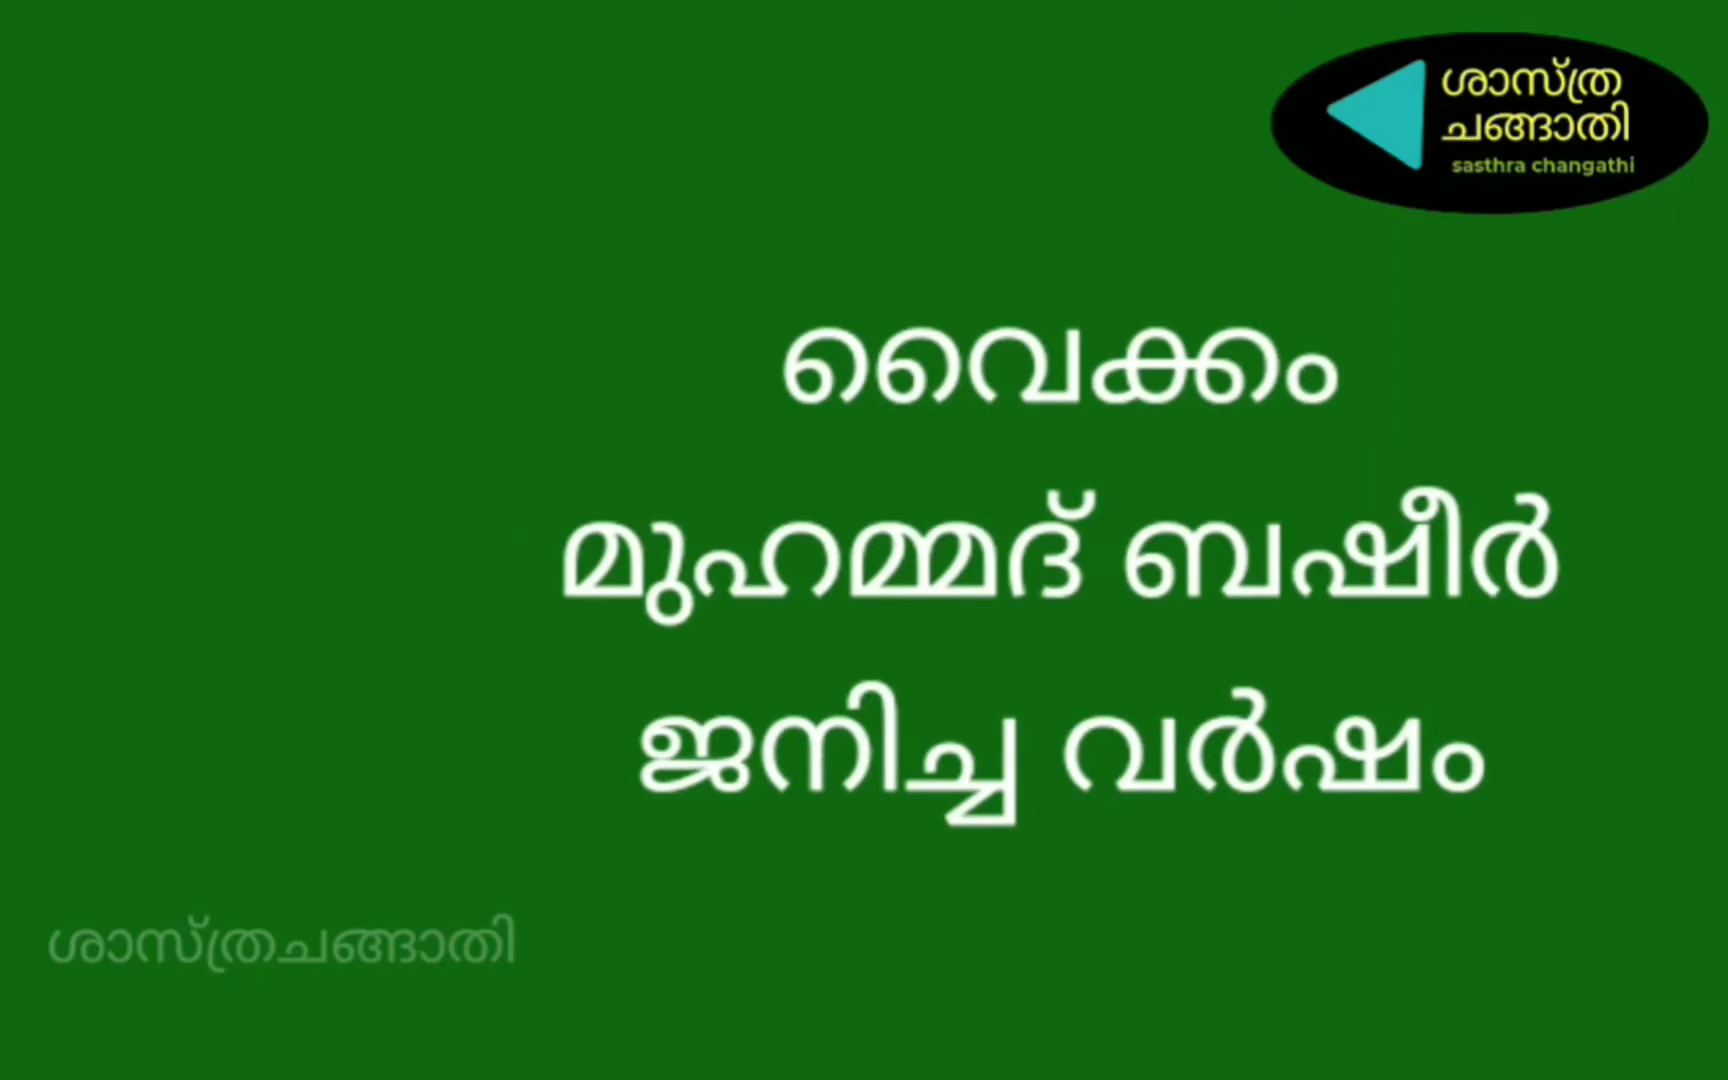 ശാസ്ത്ര
ചങ്ങാതി
sasthra changathi
വൈക്കം
മുഹമ്മദ് ബഷീർ
ജനിച്ച വർഷം
ശാസ്ത്രചങ്ങാതി